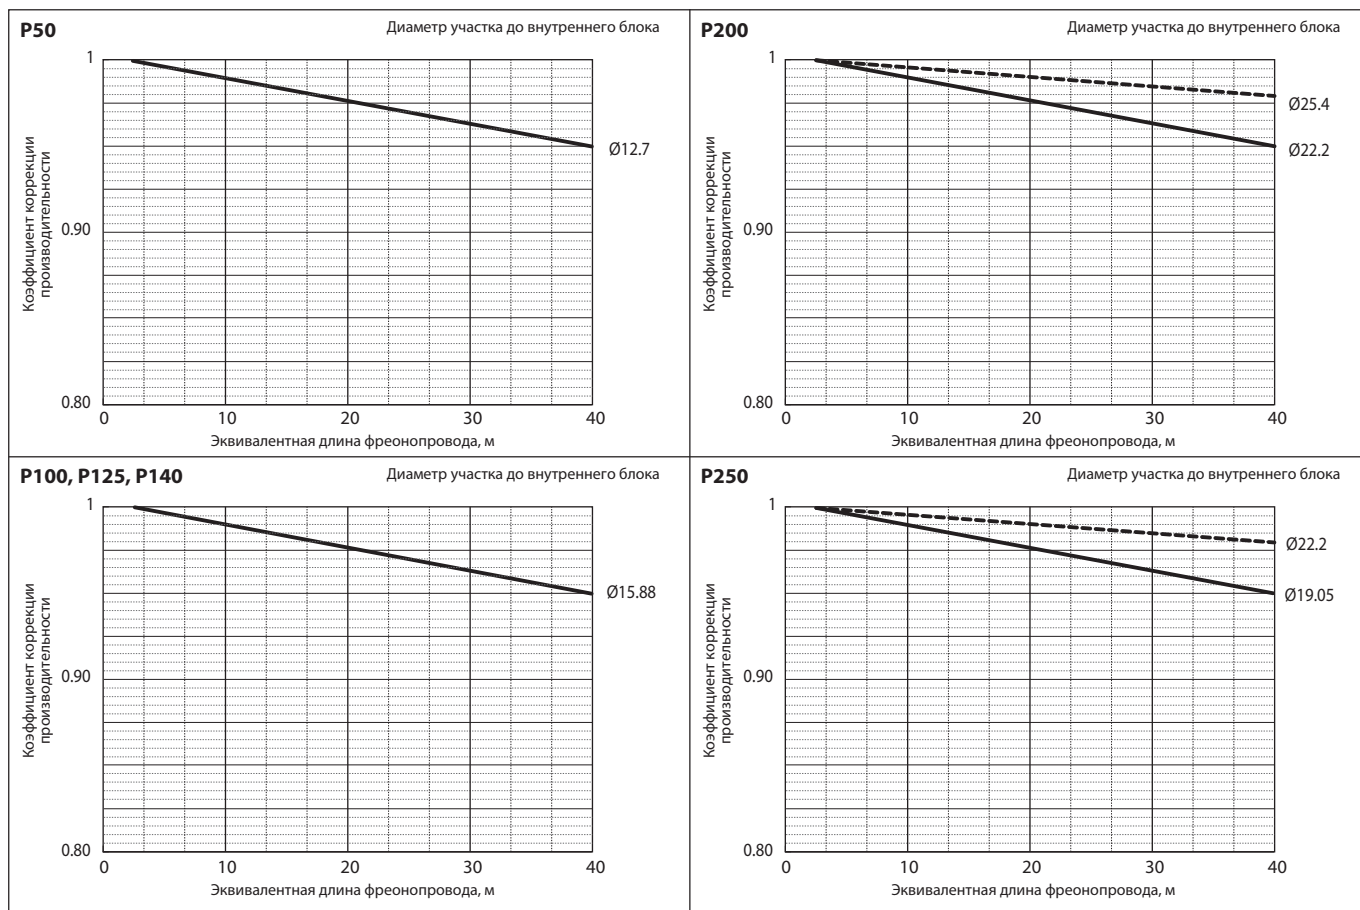 P50
Диаметр участка до внутреннего блока
Коэффициент коррекции
производительности
1
0.90
0.80
Ø12.7
0
10
20
30
40
Эквивалентная длина фреонопровода, м
P200
Диаметр участка до внутреннего блока
Коэффициент коррекции
производительности
1
0.90
0.80
Ø25.4
Ø22.2
0
10
20
30
40
Эквивалентная длина фреонопровода, м
P100, P125, P140
Диаметр участка до внутреннего блока
Коэффициент коррекции
производительности
1
0.90
0.80
Ø15.88
0
10
20
30
40
Эквивалентная длина фреонопровода, м
P250
Диаметр участка до внутреннего блока
Коэффициент коррекции
производительности
1
0.90
0.80
Ø22.2
Ø19.05
0
10
20
30
40
Эквивалентная длина фреонопровода, м